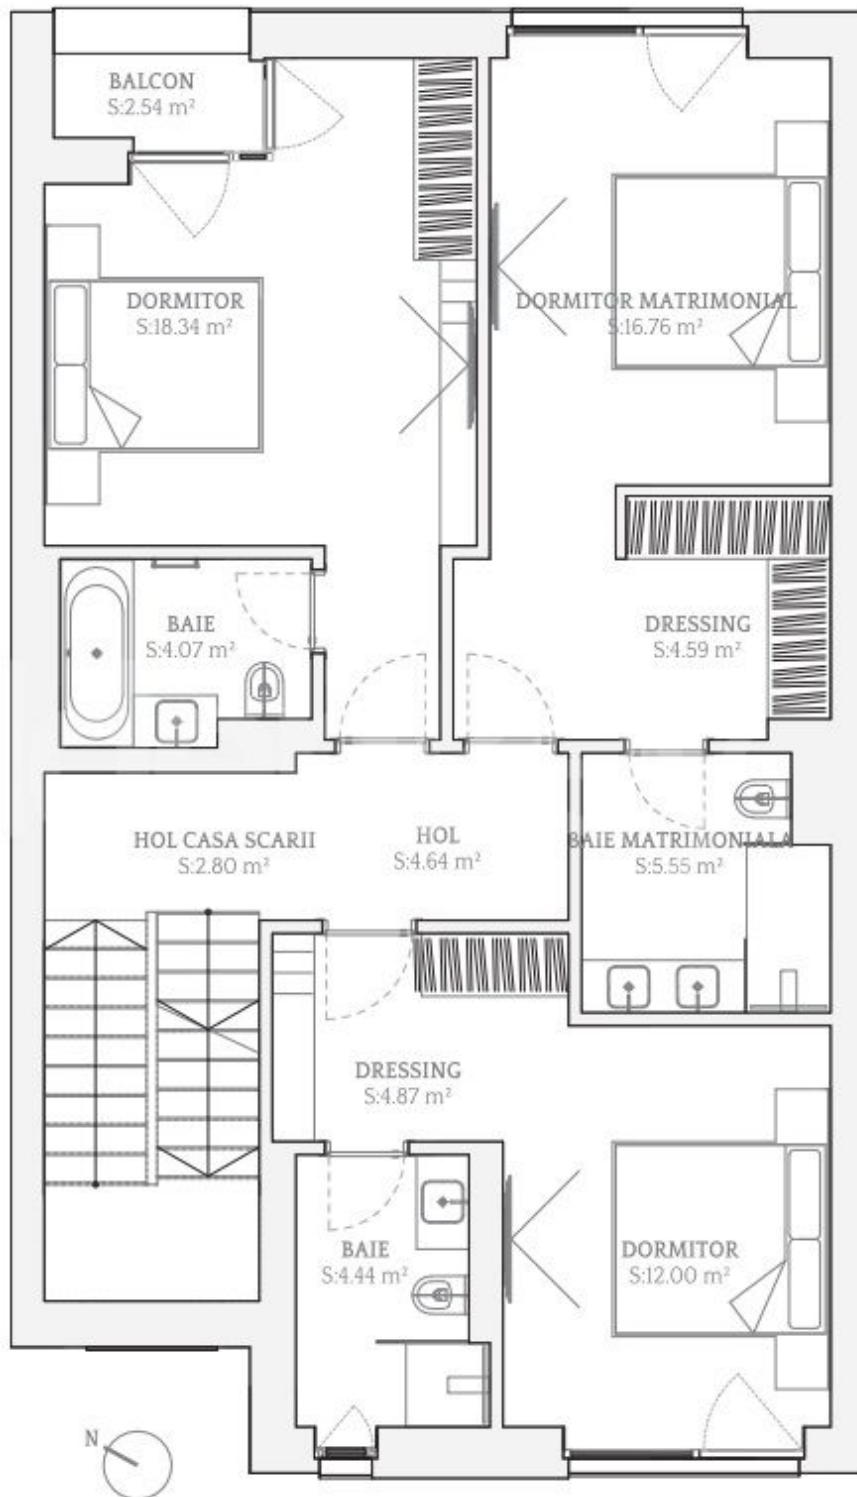 BALCON
S:2.54 m²
DORMITOR
S:18.34 m²
DORMITOR MATRIMONIAL
S:16.76 m²
BAIE
S:4.07 m²
DRESSING
S:4.59 m²
HOL CASA SCARII
S:2.80 m²
HOL
S:4.64 m²
BAIE MATRIMONIALA
S:5.55 m²
DRESSING
S:4.87 m²
BAIE
S:4.44 m²
DORMITOR
S:12.00 m²
N